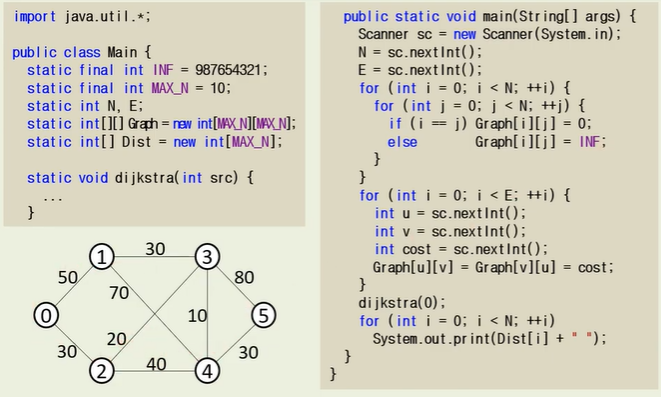 import java.util.*;
public class Main {
static final int INF = 987654321;
static final int MAX_N = 10;
static int N, E;
static int[][] Graph = new int[MAX_N][MAX_N];
static int[] Dist = new int[MAX_N];
static void dijkstra(int src) {
...
}
public static void main(String[] args) {
Scanner sc = new Scanner(System.in);
N = sc.nextInt();
E = sc.nextInt();
for (int i = 0; i < N; ++i) {
for (int j = 0; j < N; ++j) {
if (i == j) Graph[i][j] = 0;
else Graph[i][j] = INF;
}
}
for (int i = 0; i < E; ++i) {
int u = sc.nextInt();
int v = sc.nextInt();
int cost = sc.nextInt();
Graph[u][v] = Graph[v][u] = cost;
}
dijkstra(0);
for (int i = 0; i < N; ++i)
System.out.print(Dist[i] + " ");
}
}
1 30 3
50 70 80
0 10 5
30 20 30
2 40 4